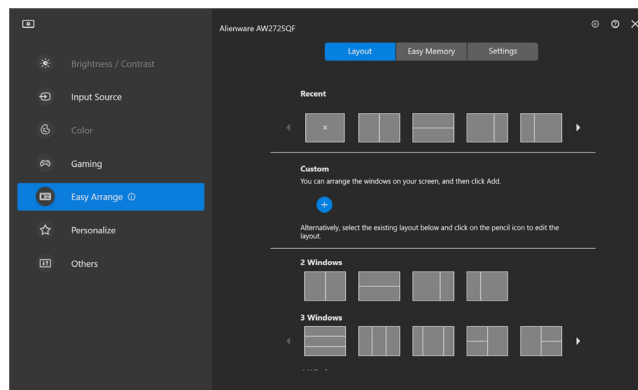 Alienware AW2725QF
Brightness / Contrast
Input Source
Color
Gaming
Easy Arrange
Personalize
Others
Layout
Easy Memory
Settings
Recent
Custom
You can arrange the windows on your screen, and then click Add.
Alternatively, select the existing layout below and click on the pencil icon to edit the
layout.
2 Windows
3 Windows